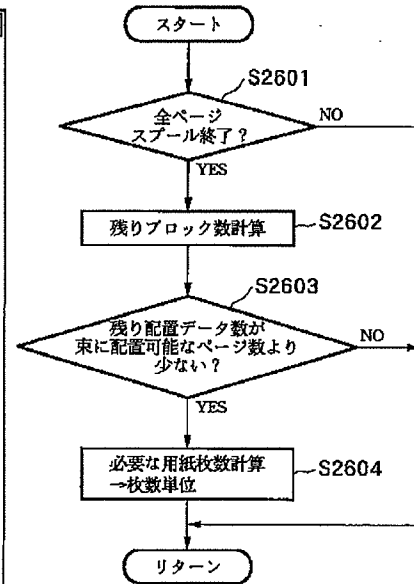 スタート
S2601
全ページ
スプール終了?
NO
YES
残りブロック数計算
S2602
S2603
残り配置データ数が
束に配置可能なページ数より
少ない?
NO
YES
必要な用紙枚数計算
→枚数単位
S2604
リターン